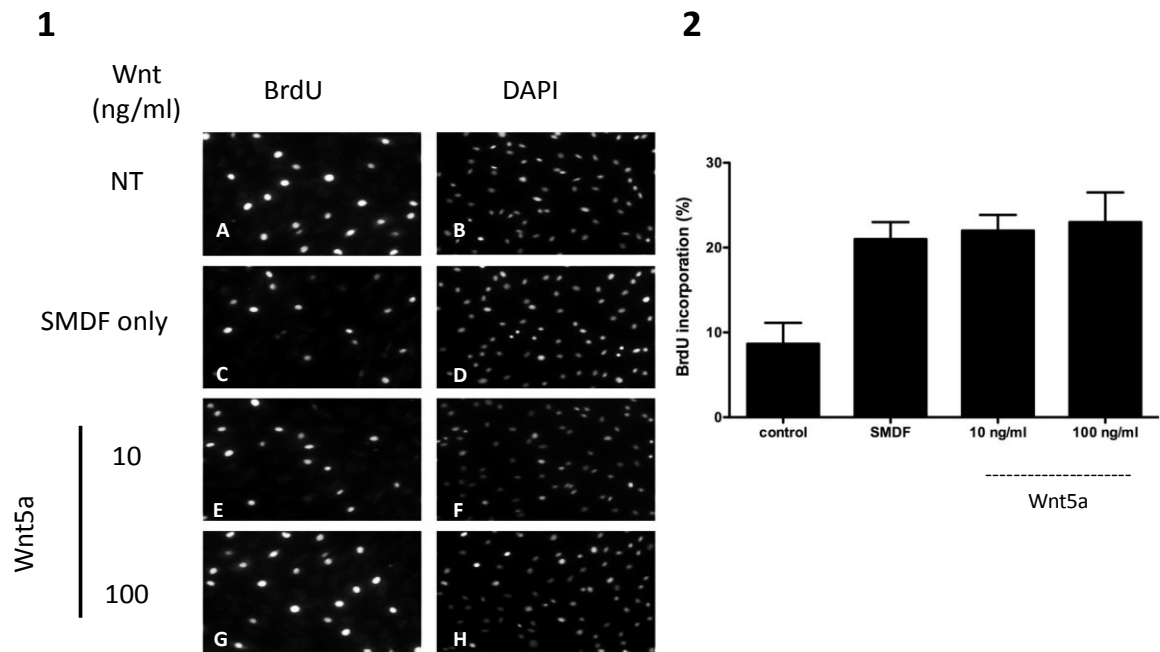 1
Wnt
(ng/ml)
BrdU
DAPI
NT
A
B
SMDF only
C
D
Wnt5a
10
E
F
100
G
H
2
BrdU incorporation (%)
30
20
10
0
control
SMDF
10 ng/ml
100 ng/ml
----------------------
Wnt5a